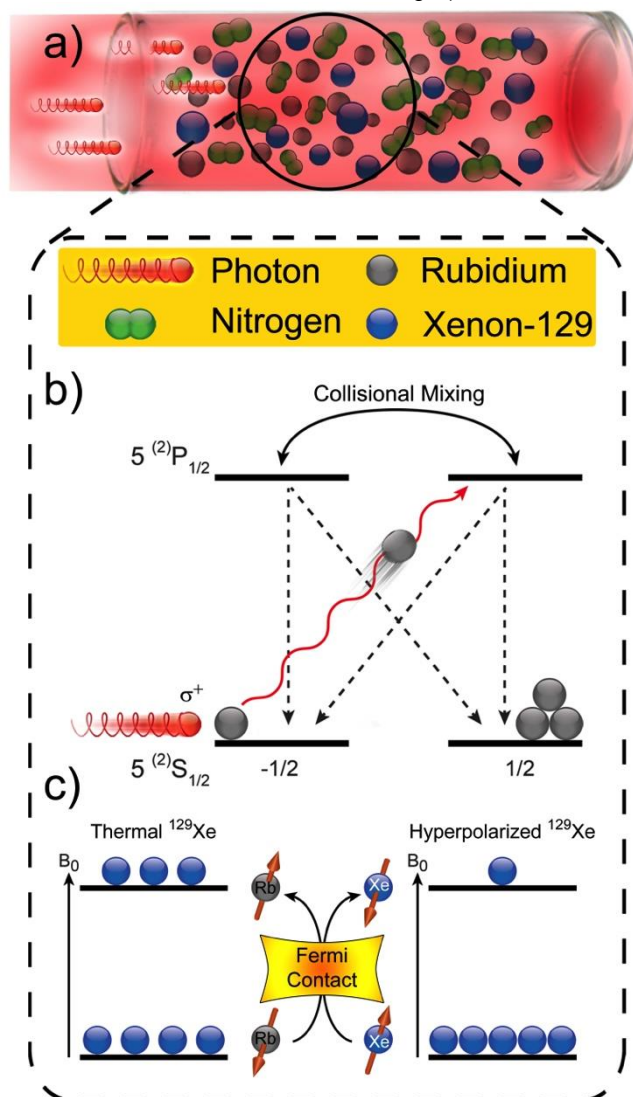 a)
Photon
Rubidium
Nitrogen
Xenon-129
b)
Collisional Mixing
5 ⁽²⁾P₁/₂
σ⁺
5 ⁽²⁾S₁/₂
-1/2
1/2
c)
Thermal ¹²⁹Xe
Hyperpolarized ¹²⁹Xe
B₀
Rb
Xe
B₀
Fermi
Contact
Rb
Xe